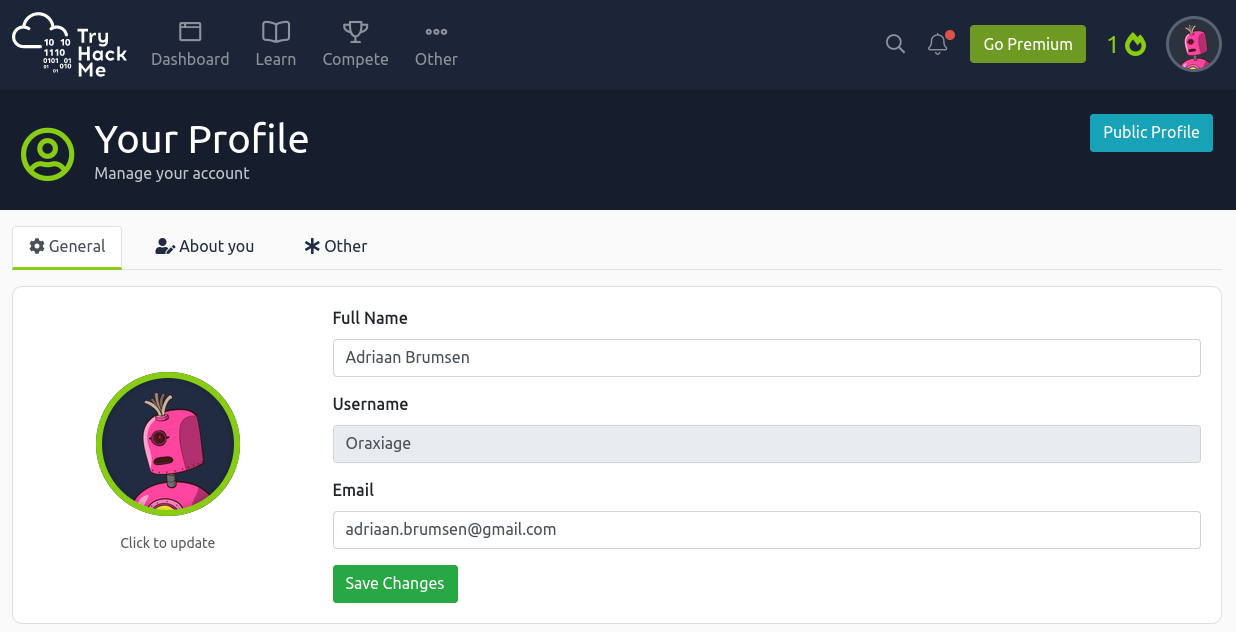 Try
Hack
Me
10 10
1110
0101 01
010
01
Dashboard
Learn
Compete
Other
Go Premium
1
Your Profile
Manage your account
Public Profile
General
About you
Other
Full Name
Adriaan Brumsen
Username
Oraxiage
Email
adriaan.brumsen@gmail.com
Click to update
Save Changes